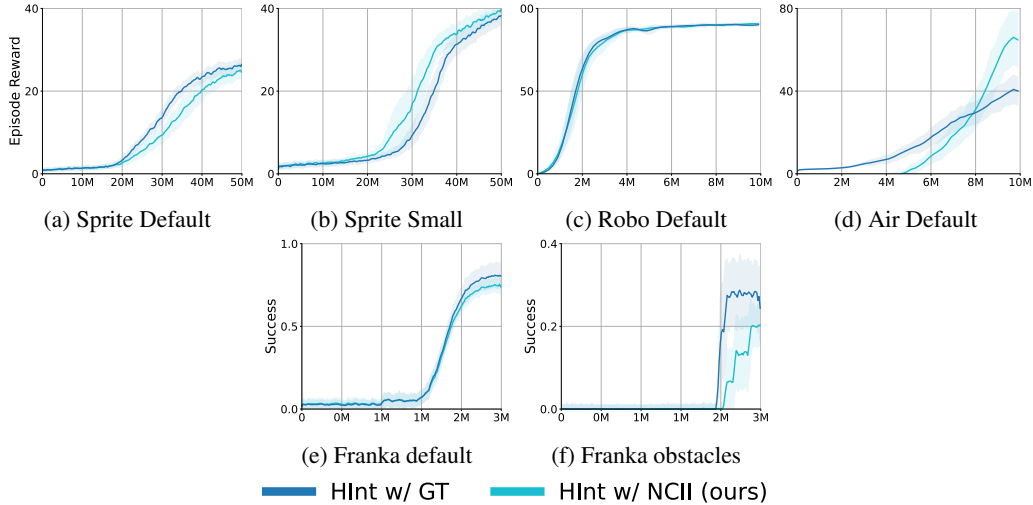 40 40 00 80
Episode Reward
20 20 50 40
0 0 0 0
0 10M 20M 30M 40M 50M 0 10M 20M 30M 40M 50M 0 2M 4M 6M 8M 10M 0 2M 4M 6M 8M 10M
(a) Sprite Default (b) Sprite Small (c) Robo Default (d) Air Default
1.0 0.4
Success Success
0.5 0.2
0.0 0.0
0 0M 1M 1M 2M 3M 0 0M 1M 1M 2M 3M
(e) Franka default (f) Franka obstacles
HInt w/ GT HInt w/ NCII (ours)